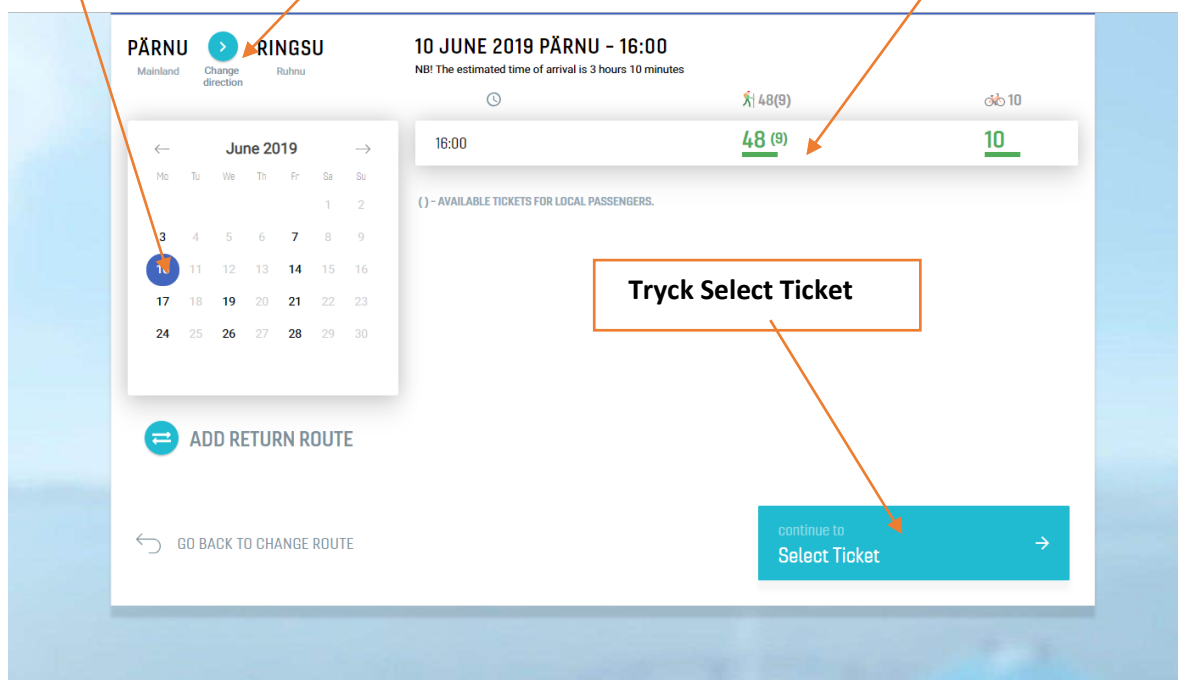 PÄRNU RINGSU
Mainland Change direction Ruhnu
10 JUNE 2019 PÄRNU - 16:00
NB! The estimated time of arrival is 3 hours 10 minutes
48(9) 10
16:00 48 (9) 10
( ) - AVAILABLE TICKETS FOR LOCAL PASSENGERS.
← June 2019 →
Mo Tu We Th Fr Sa Su
1 2
3 4 5 6 7 8 9
10 11 12 13 14 15 16
17 18 19 20 21 22 23
24 25 26 27 28 29 30
Tryck Select Ticket
ADD RETURN ROUTE
GO BACK TO CHANGE ROUTE
continue to
Select Ticket →